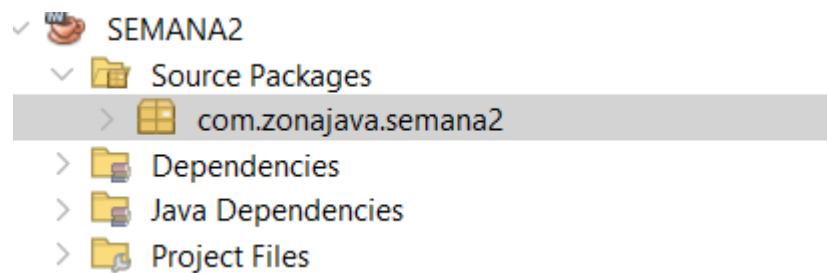 SEMANA2
Source Packages
com.zonajava.semana2
Dependencies
Java Dependencies
Project Files